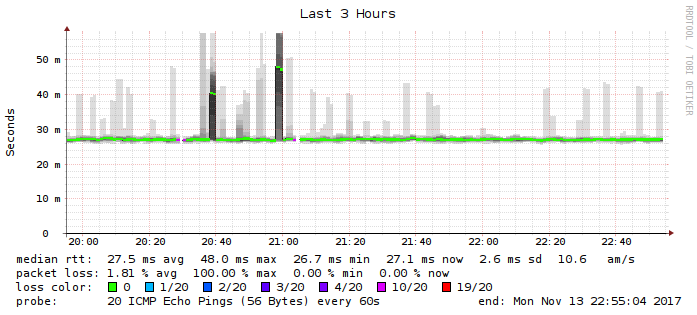 Last 3 Hours
RRDTOOL / TOBI OETIKER
Seconds
50 m
40 m
30 m
20 m
10 m
0
20:00 20:20 20:40 21:00 21:20 21:40 22:00 22:20 22:40
median rtt: 27.5 ms avg 48.0 ms max 26.7 ms min 27.1 ms now 2.6 ms sd 10.6 am/s
packet loss: 1.81 % avg 100.00 % max 0.00 % min 0.00 % now
loss color: 0 1/20 2/20 3/20 4/20 10/20 19/20
probe: 20 ICMP Echo Pings (56 Bytes) every 60s end: Mon Nov 13 22:55:04 2017